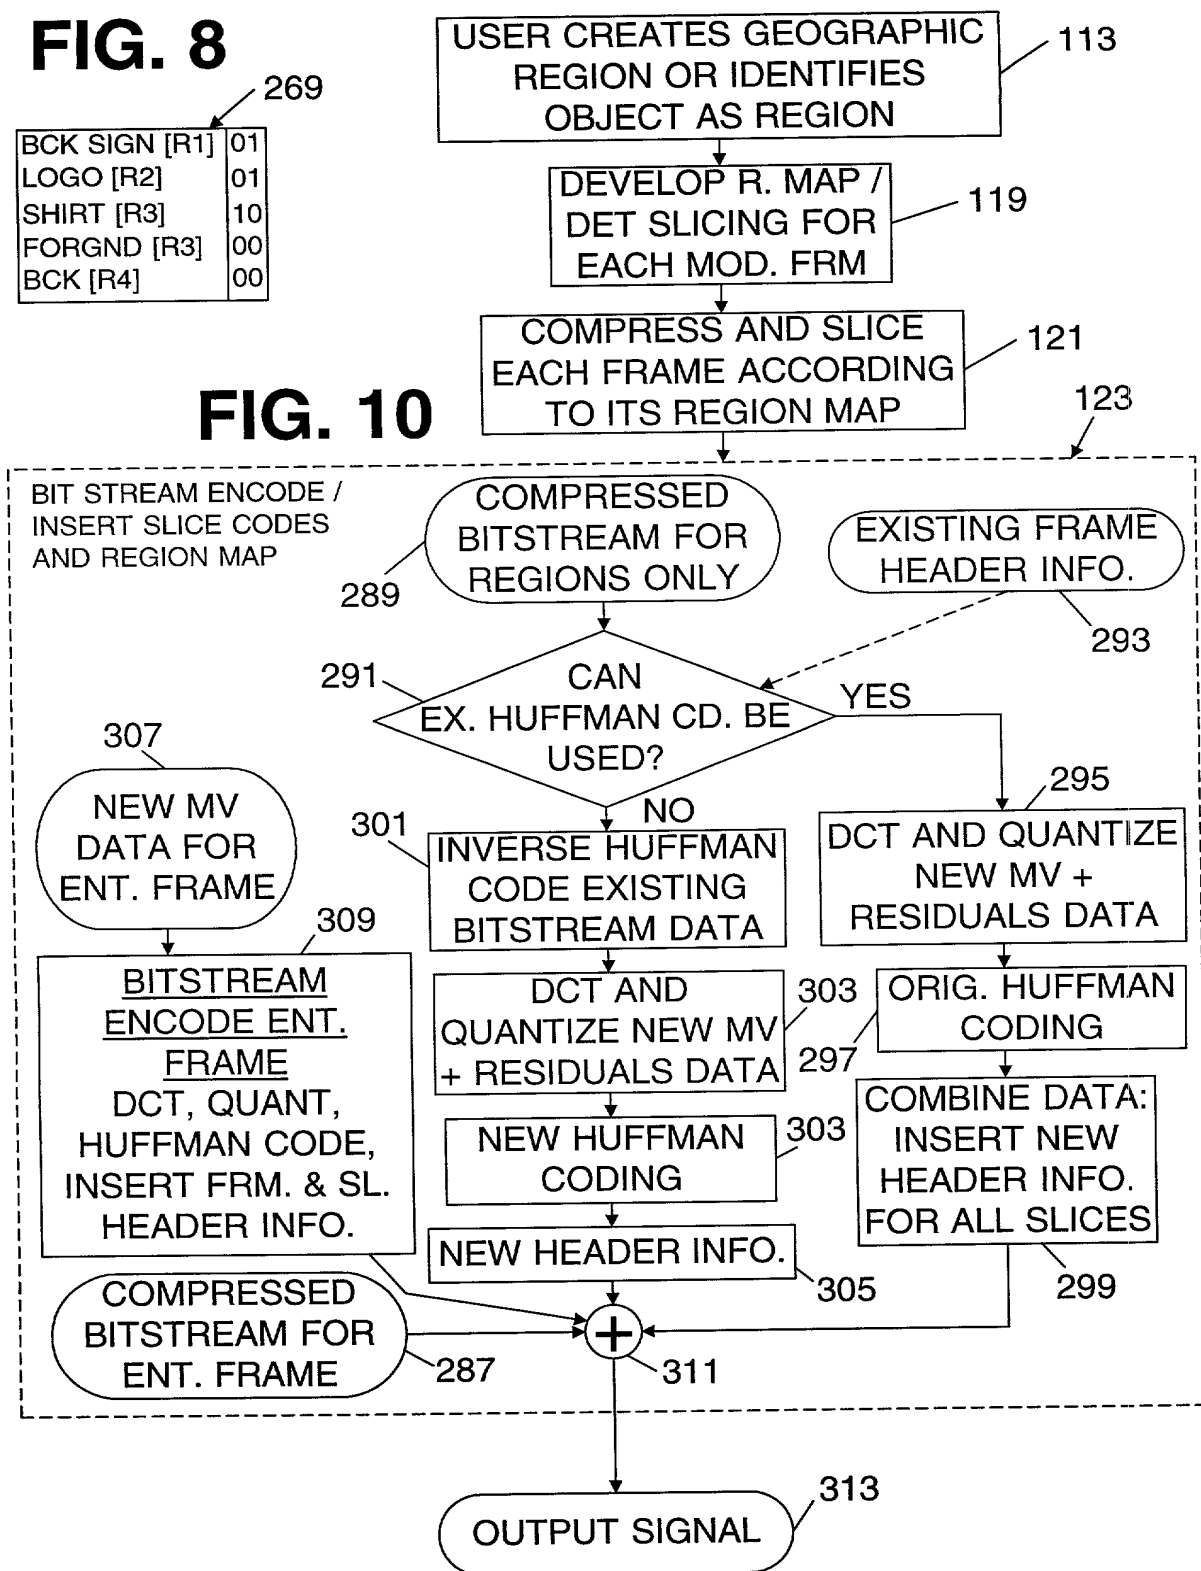 FIG. 8
269
BCK SIGN [R1] 01
LOGO [R2] 01
SHIRT [R3] 10
FORGND [R3] 00
BCK [R4] 00
USER CREATES GEOGRAPHIC
REGION OR IDENTIFIES
OBJECT AS REGION
113
DEVELOP R. MAP /
DET SLICING FOR
EACH MOD. FRM
119
COMPRESS AND SLICE
EACH FRAME ACCORDING
TO ITS REGION MAP
121
FIG. 10
123
BIT STREAM ENCODE /
INSERT SLICE CODES
AND REGION MAP
COMPRESSED
BITSTREAM FOR
REGIONS ONLY
289
EXISTING FRAME
HEADER INFO.
293
291
CAN
EX. HUFFMAN CD. BE
USED?
YES
NO
307
NEW MV
DATA FOR
ENT. FRAME
309
BITSTREAM
ENCODE ENT.
FRAME
DCT, QUANT,
HUFFMAN CODE,
INSERT FRM. & SL.
HEADER INFO.
301
INVERSE HUFFMAN
CODE EXISTING
BITSTREAM DATA
DCT AND
QUANTIZE NEW MV
+ RESIDUALS DATA
303
NEW HUFFMAN
CODING
303
NEW HEADER INFO.
305
295
DCT AND QUANTIZE
NEW MV +
RESIDUALS DATA
ORIG. HUFFMAN
CODING
297
COMBINE DATA:
INSERT NEW
HEADER INFO.
FOR ALL SLICES
299
COMPRESSED
BITSTREAM FOR
ENT. FRAME
287
+
311
OUTPUT SIGNAL
313